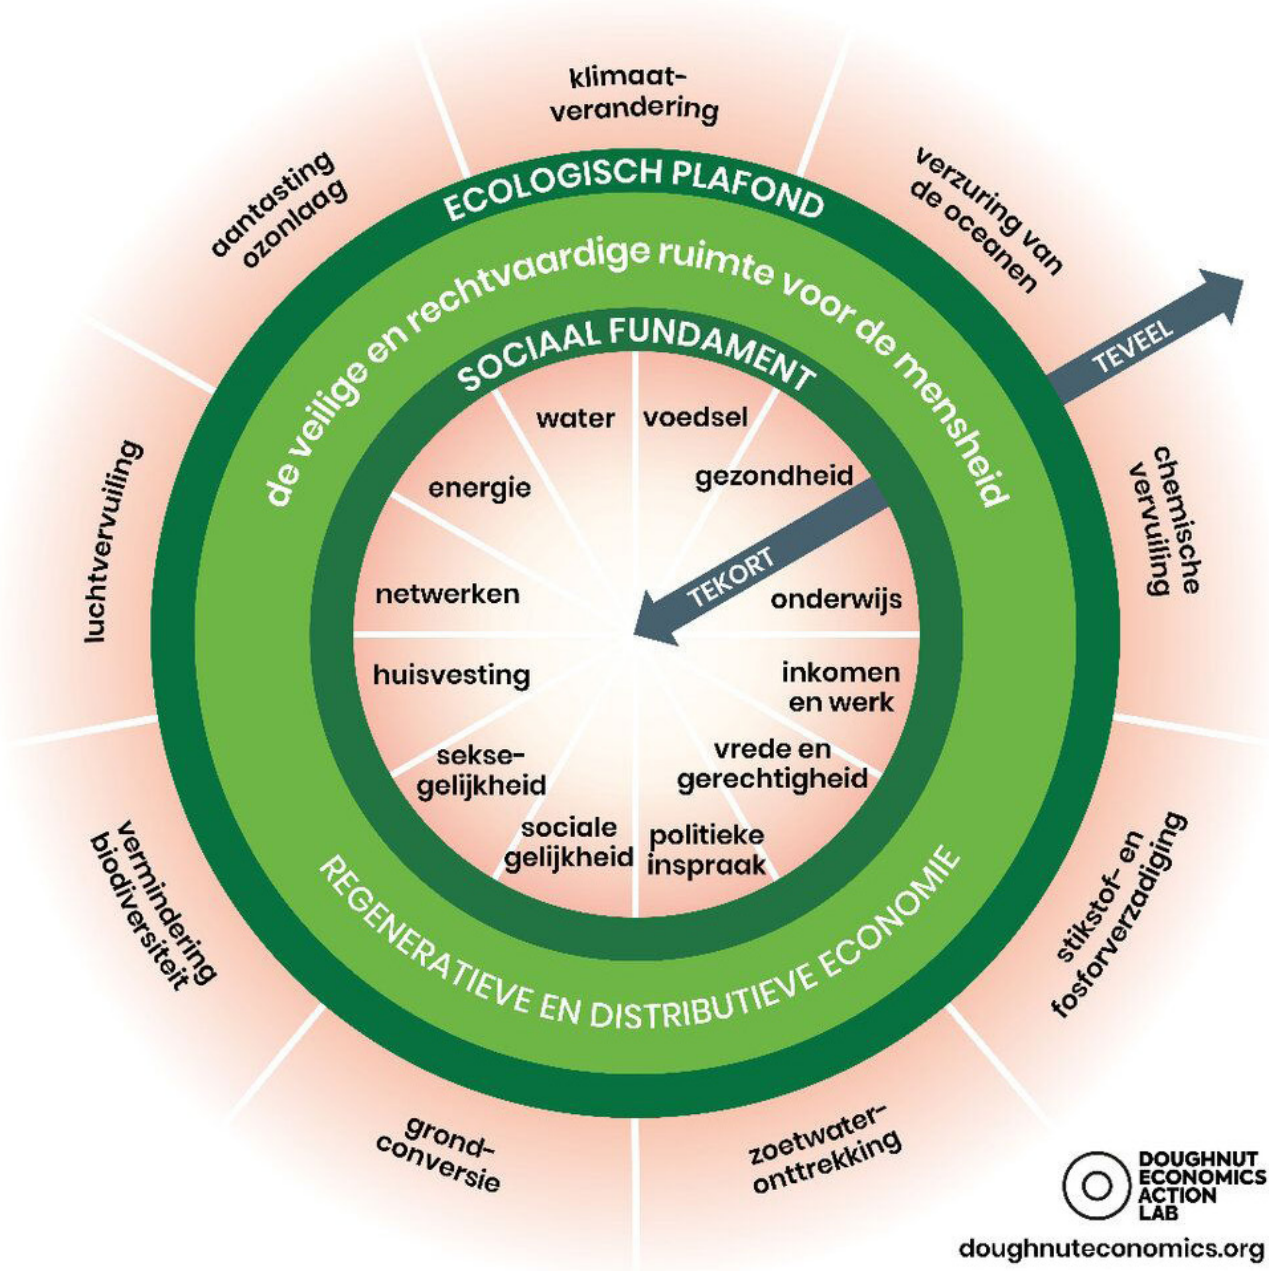 klimaat-
verandering
verzuring van
de oceanen
TEVEEL
chemische
vervuiling
stikstof- en
fosforverzadiging
zoetwater-
onttrekking
grond-
conversie
vermindering
biodiversiteit
luchtvervuiling
aantasting
ozonlaag
ECOLOGISCH PLAFOND
de veilige en rechtvaardige ruimte voor de mensheid
SOCIAAL FUNDAMENT
water
voedsel
gezondheid
TEKORT
onderwijs
inkomen
en werk
vrede en
gerechtigheid
politieke
inspraak
sociale
gelijkheid
sekse-
gelijkheid
huisvesting
netwerken
energie
REGENERATIEVE EN DISTRIBUTIEVE ECONOMIE
DOUGHNUT
ECONOMICS
ACTION
LAB
doughnuteconomics.org